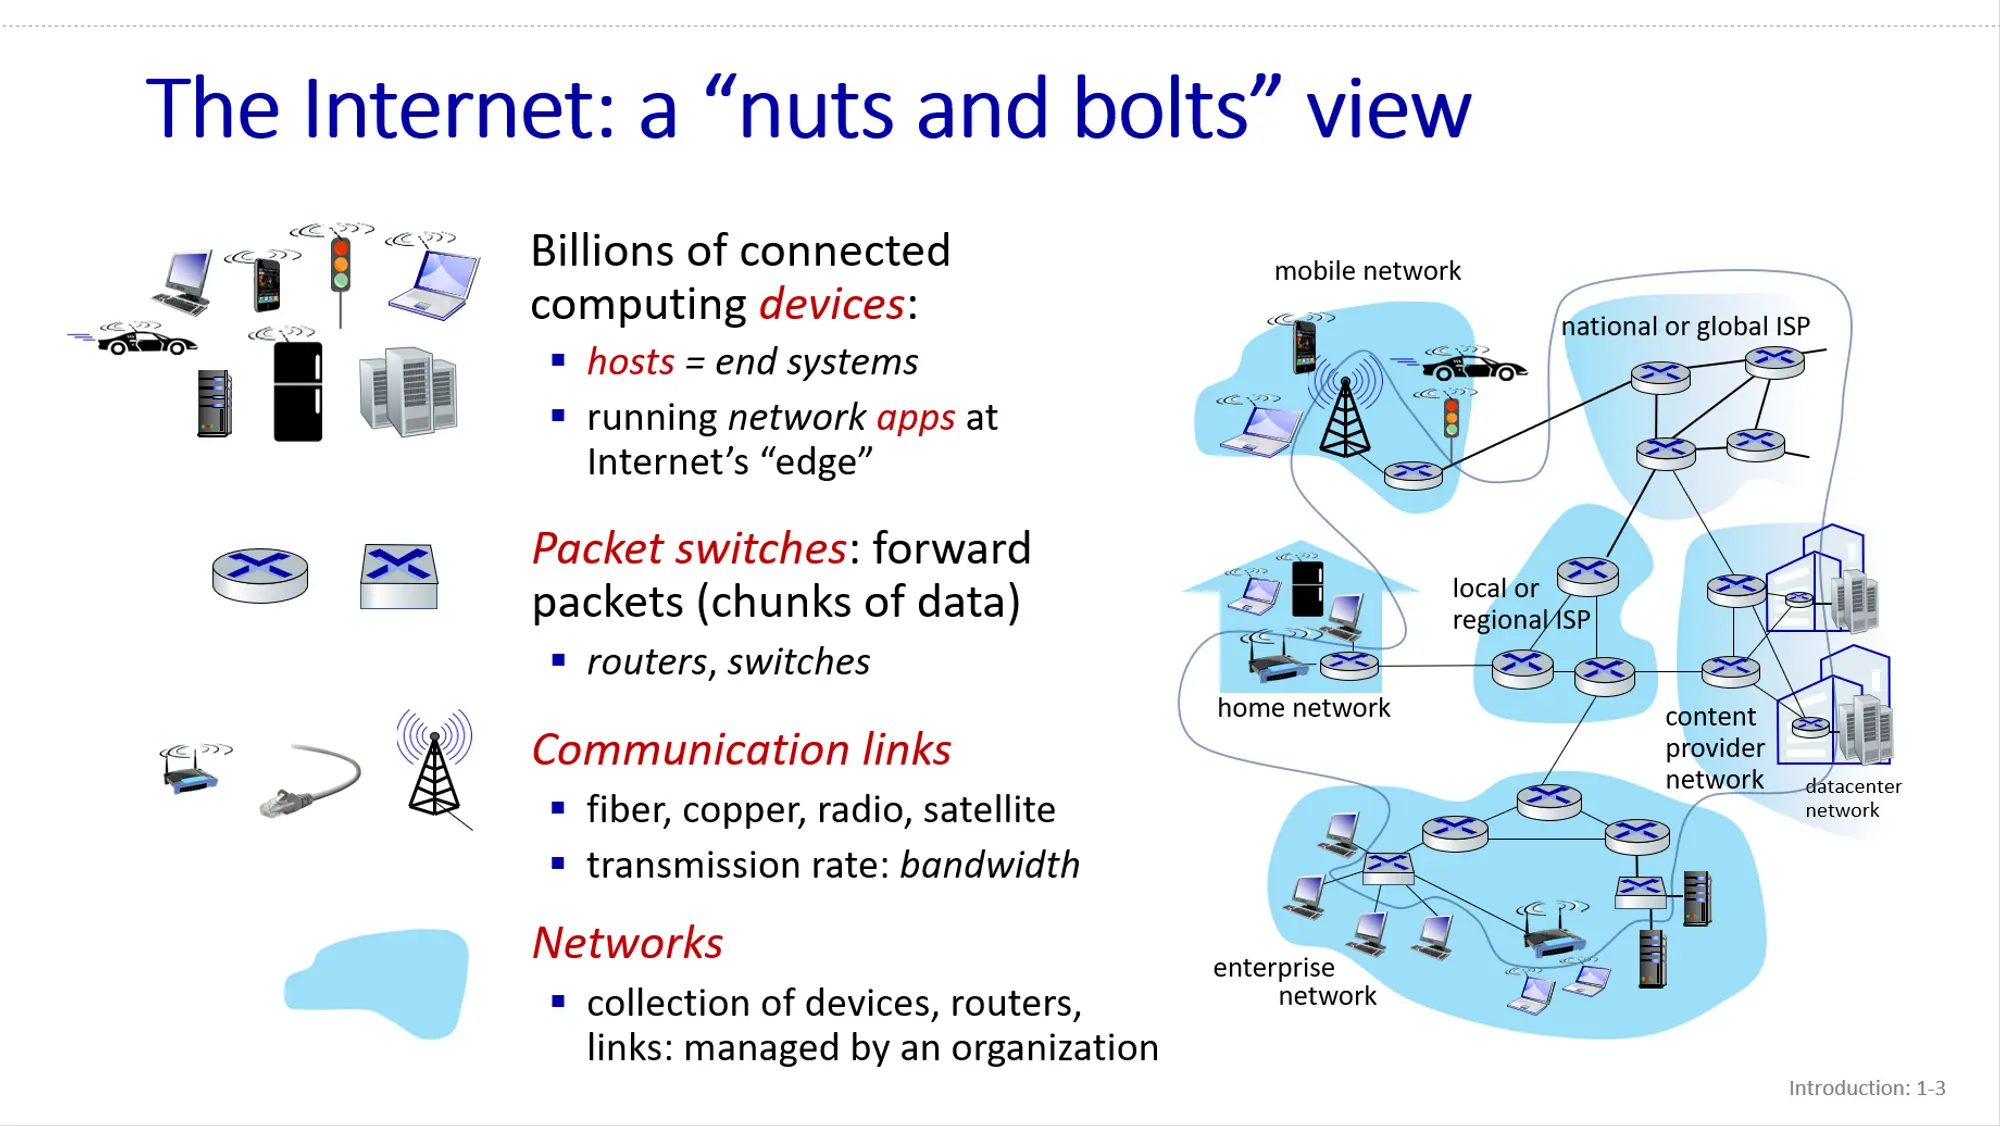 The Internet: a “nuts and bolts” view
Billions of connected
computing devices:
hosts = end systems
running network apps at
Internet’s “edge”
Packet switches: forward
packets (chunks of data)
routers, switches
Communication links
fiber, copper, radio, satellite
transmission rate: bandwidth
Networks
collection of devices, routers,
links: managed by an organization
mobile network
national or global ISP
local or
regional ISP
home network
content
provider
network
datacenter
network
enterprise
network
Introduction: 1-3